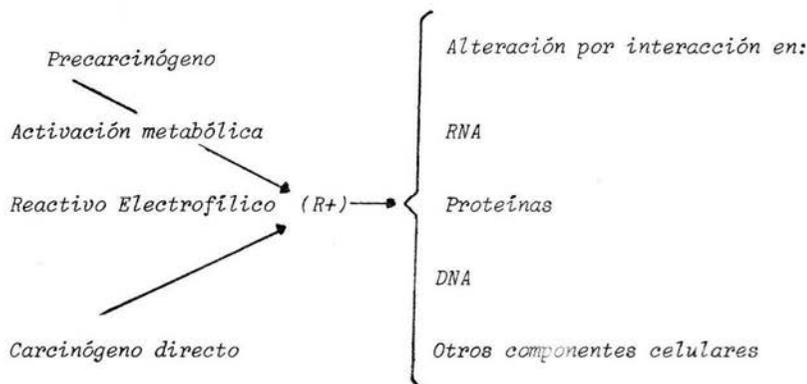 Precarcinógeno
Activación metabólica
Reactivo Electrofílico (R+)
Carcinógeno directo
Alteración por interacción en:
RNA
Proteínas
DNA
Otros componentes celulares